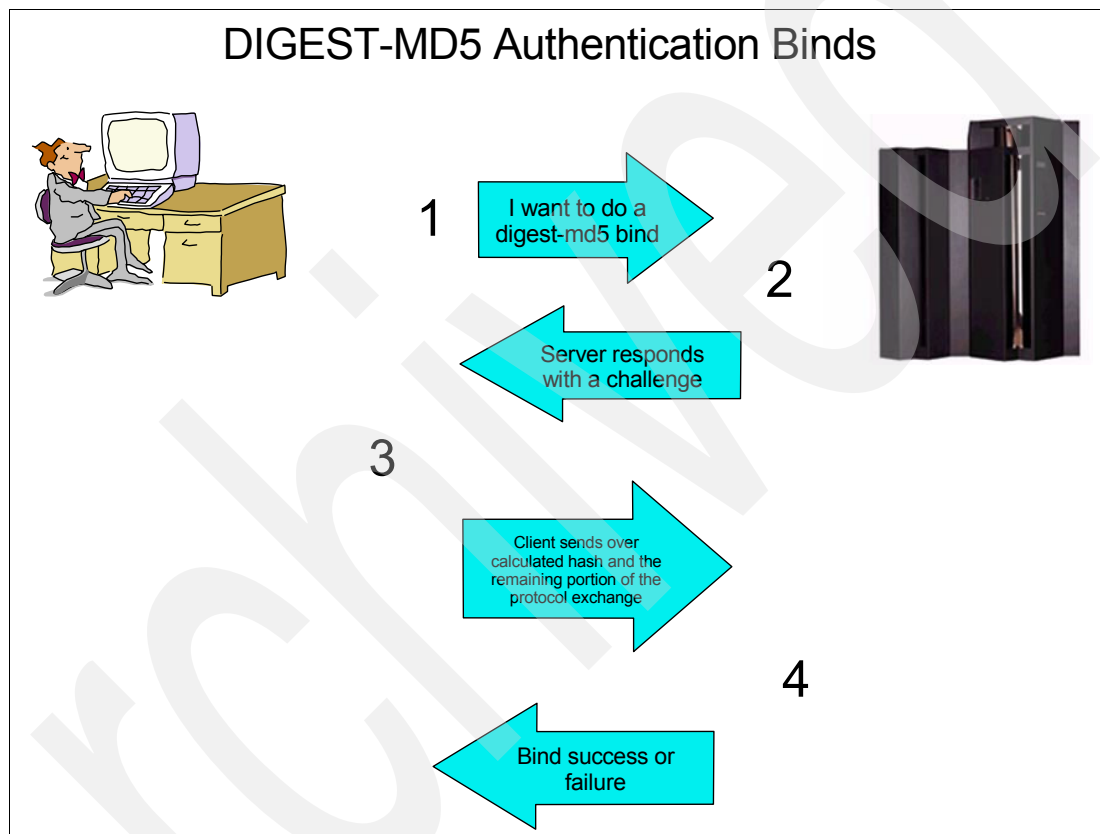 DIGEST-MD5 Authentication Binds
1
I want to do a
digest-md5 bind
2
Server responds
with a challenge
3
Client sends over
calculated hash and the
remaining portion of the
protocol exchange
4
Bind success or
failure
rchived